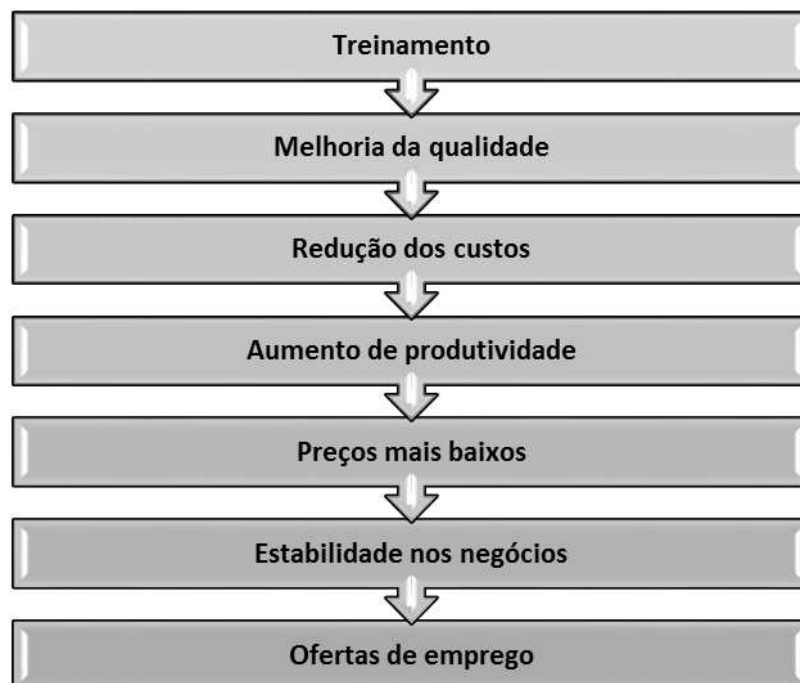 Treinamento
Melhoria da qualidade
Redução dos custos
Aumento de produtividade
Preços mais baixos
Estabilidade nos negócios
Ofertas de emprego